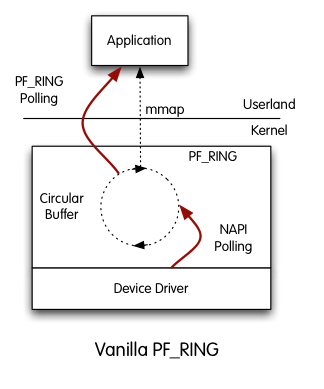 Application
PF_RING
Polling
mmap
Userland
Kernel
PF_RING
Circular
Buffer
NAPI
Polling
Device Driver
Vanilla PF_RING